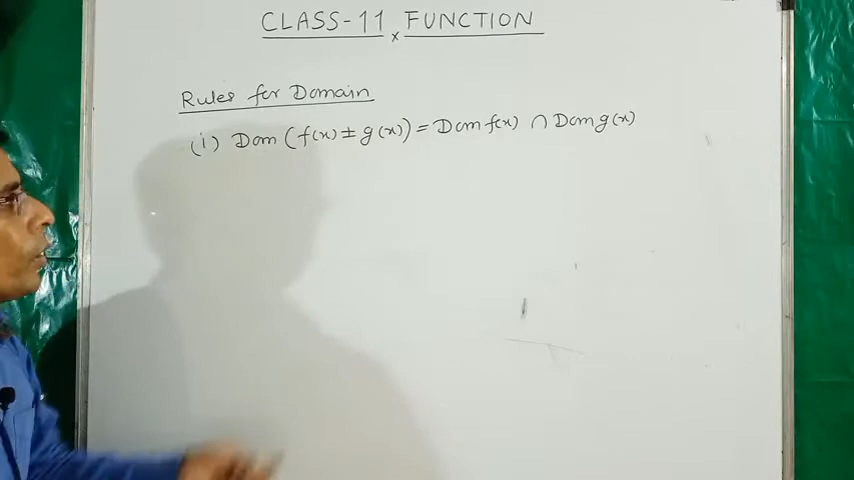 CLASS-11 x FUNCTION
Rules for Domain
(i) Dom (f(x) ± g(x)) = Dom f(x) ∩ Dom g(x)